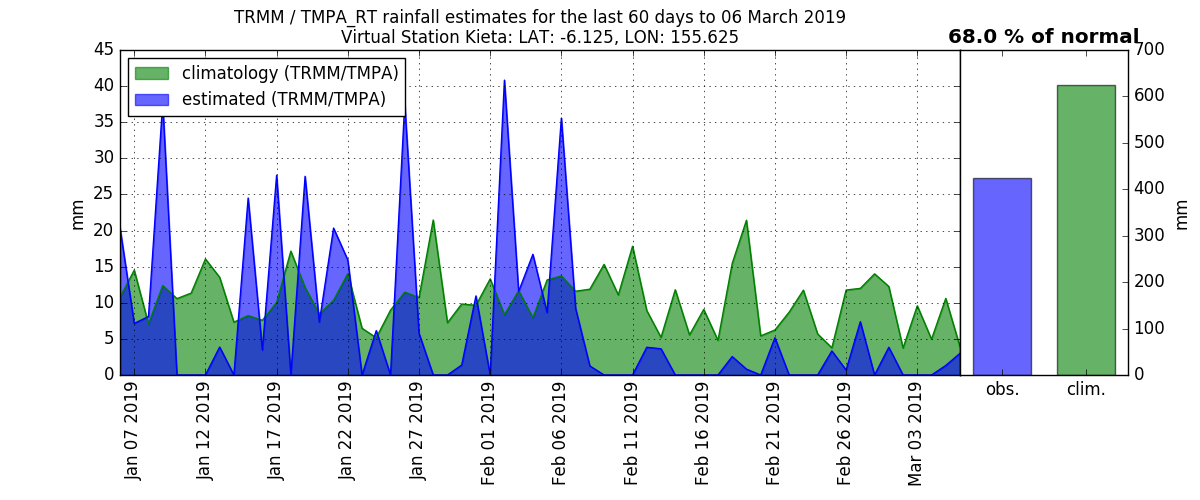 TRMM / TMPA_RT rainfall estimates for the last 60 days to 06 March 2019
Virtual Station Kieta: LAT: -6.125, LON: 155.625
68.0 % of normal
climatology (TRMM/TMPA)
estimated (TRMM/TMPA)
mm
45
40
35
30
25
20
15
10
5
0
Jan 07 2019
Jan 12 2019
Jan 17 2019
Jan 22 2019
Jan 27 2019
Feb 01 2019
Feb 06 2019
Feb 11 2019
Feb 16 2019
Feb 21 2019
Feb 26 2019
Mar 03 2019
obs.
clim.
700
600
500
400
300
200
100
0
mm